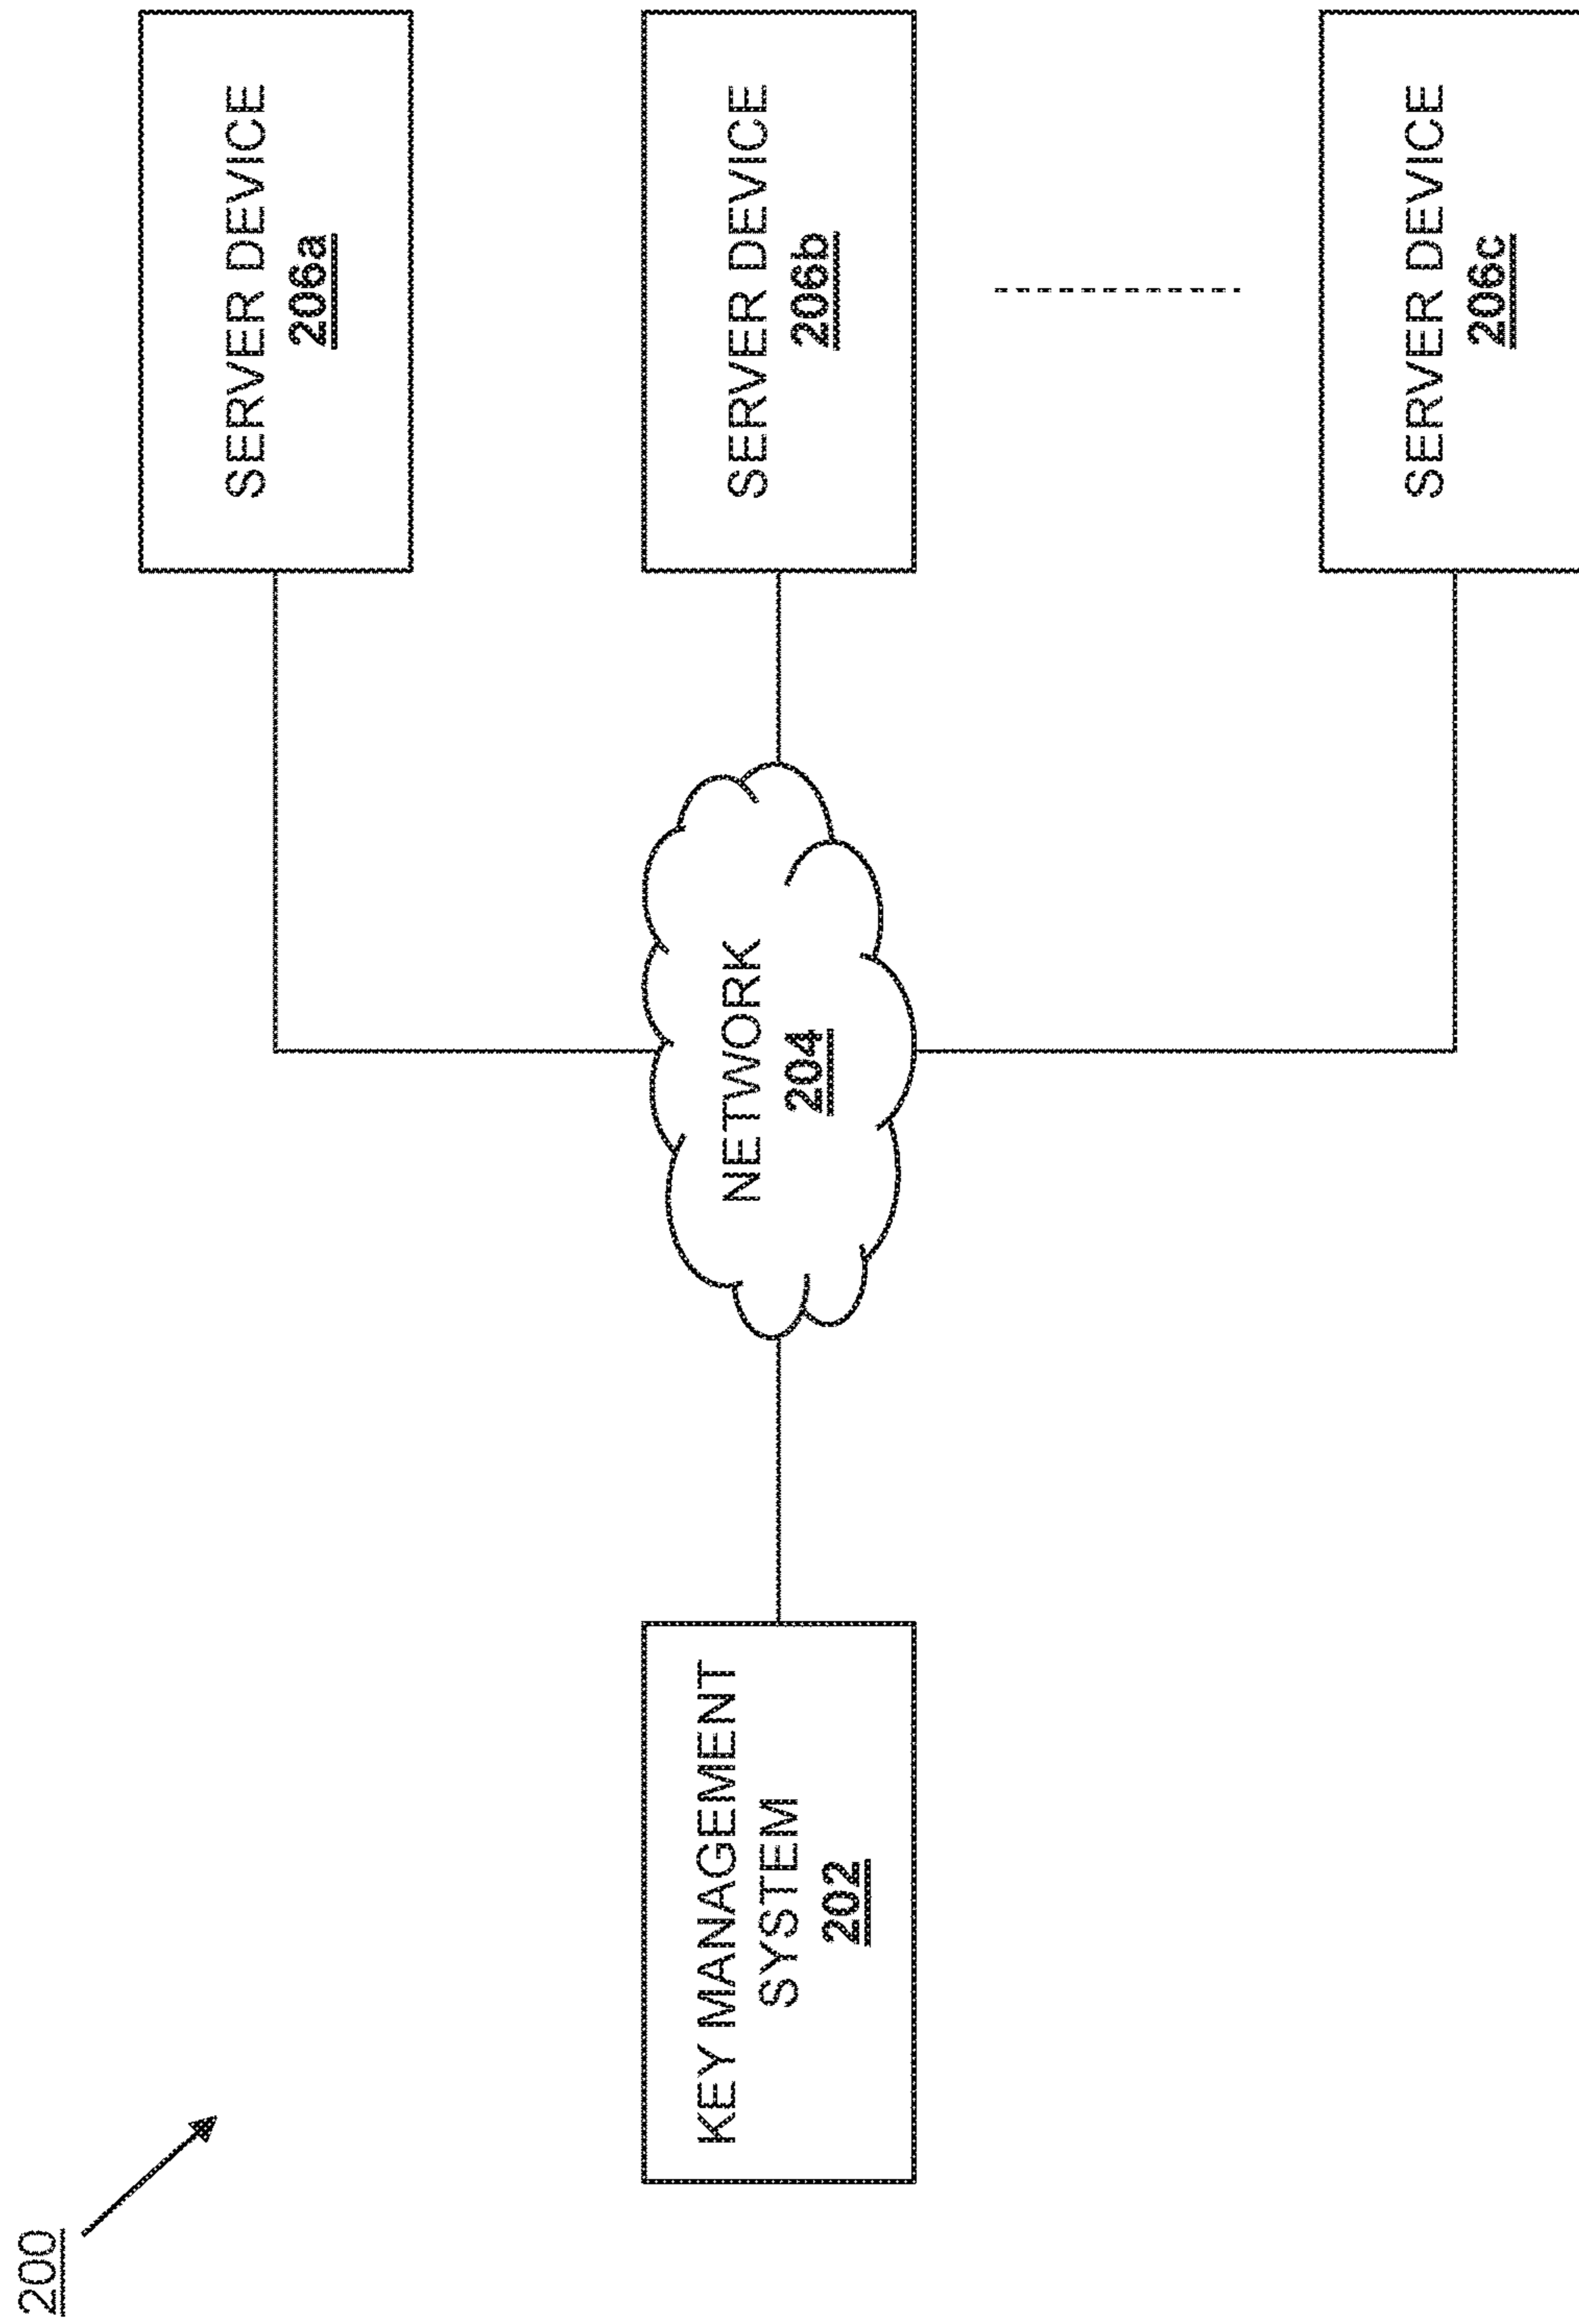 200
KEY MANAGEMENT
SYSTEM
202
NETWORK
204
SERVER DEVICE
206a
SERVER DEVICE
206b
SERVER DEVICE
206c